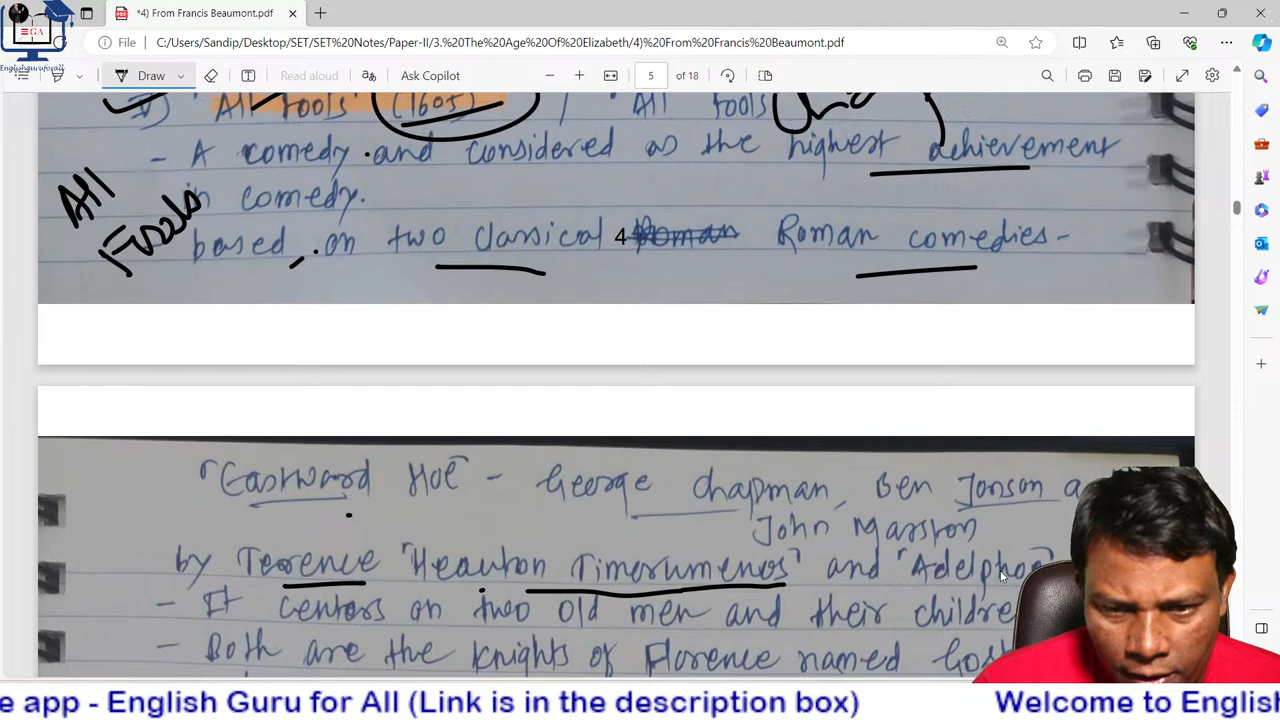 EGA
Englishguruforall
*4) From Francis Beaumont.pdf
File C:/Users/Sandip/Desktop/SET/SET%20Notes/Paper-II/3.%20The%20Age%20Of%20Elizabeth/4)%20From%20Francis%20Beaumont.pdf
Draw Read aloud Ask Copilot 5 of 18
"All Fools" (1605) / "All Fools
- A comedy and considered as the highest achievement
in comedy.
All
Fools
based on two classical 4 Roman Roman comedies-
"Eastward Hoe" - George Chapman, Ben Jonson
John Marston
by Terence "Heauton Timorumenos" and "Adelphoe"
- It centers on two old men and their children
- Both are the knights of Florence named
e app - English Guru for All (Link is in the description box) Welcome to English